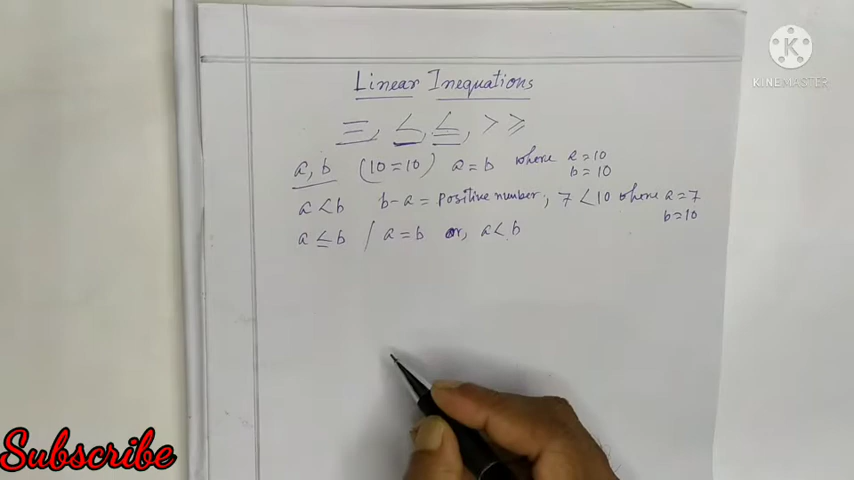 Linear Inequations
=, <, ≤, > ≥
a, b (10 = 10) a = b where a = 10
b = 10
a < b b - a = positive number, 7 < 10 where a = 7
b = 10
a ≤ b / a = b or, a < b
KINEMASTER
Subscribe